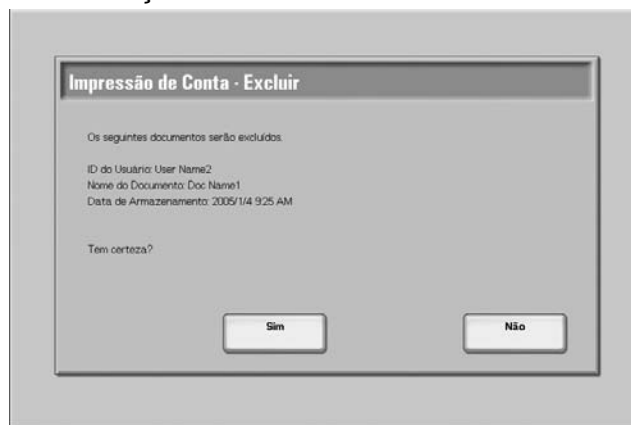 Impressão de Conta - Excluir
Os seguintes documentos serão excluídos.
ID do Usuário: User Name2
Nome do Documento: Doc Name1
Data de Armazenamento: 2005/1/4 9:25 AM
Tem certeza?
Sim
Não